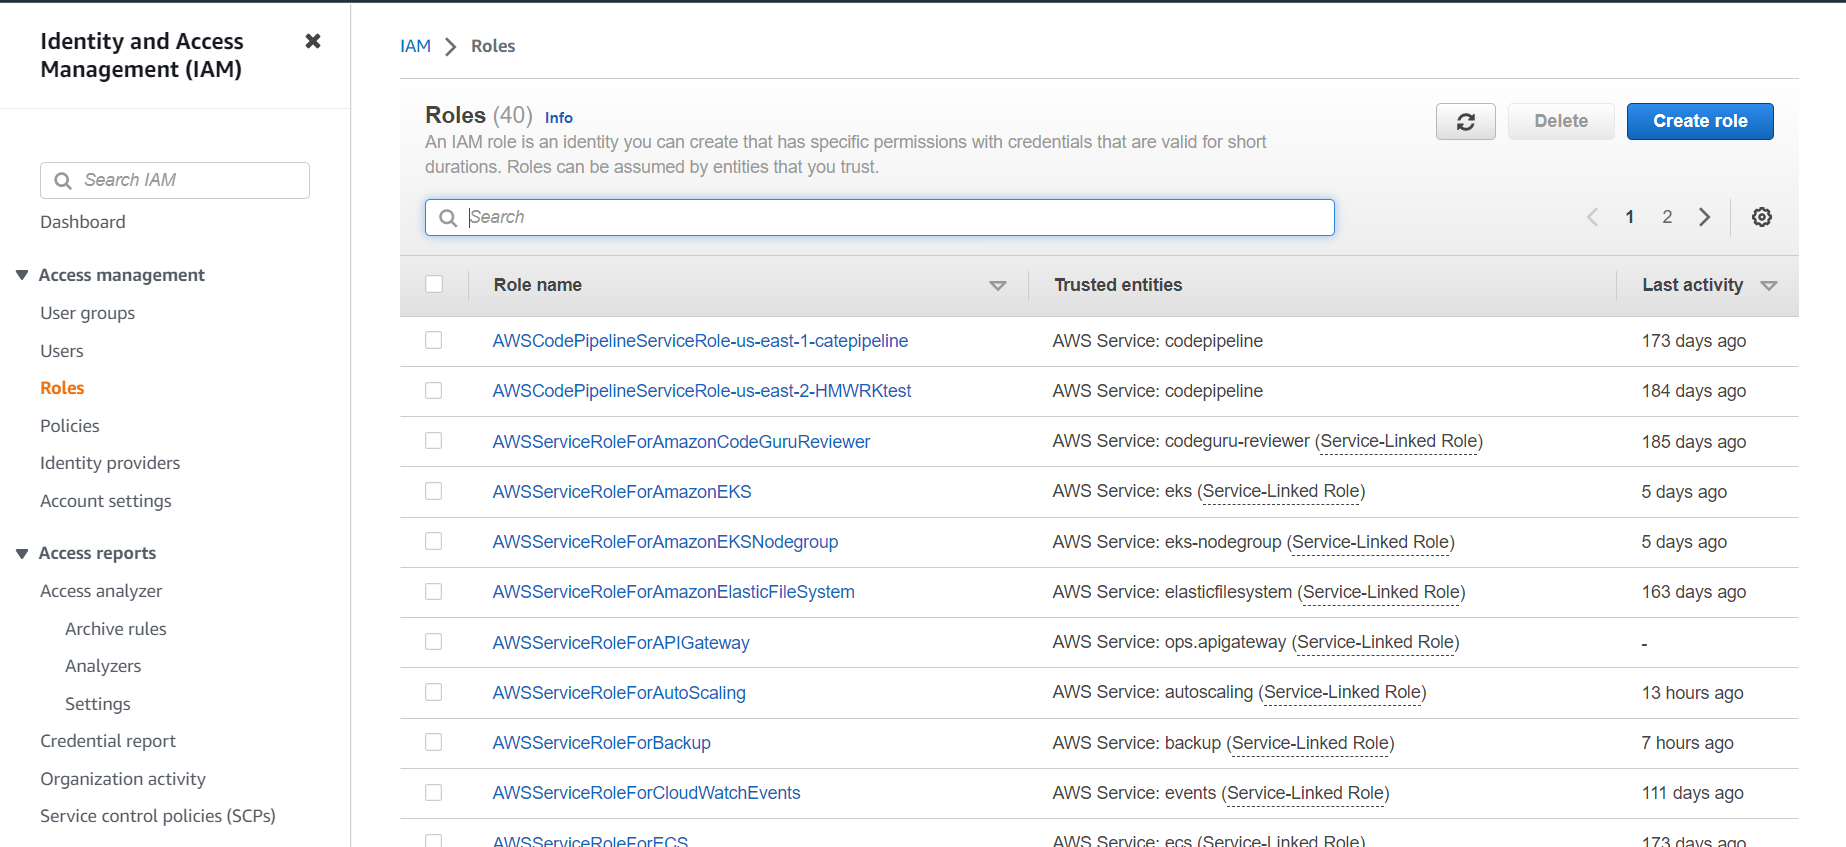 Identity and Access
Management (IAM)
Search IAM
Dashboard
Access management
User groups
Users
Roles
Policies
Identity providers
Account settings
Access reports
Access analyzer
Archive rules
Analyzers
Settings
Credential report
Organization activity
Service control policies (SCPs)
IAM > Roles
Roles (40) Info
An IAM role is an identity you can create that has specific permissions with credentials that are valid for short
durations. Roles can be assumed by entities that you trust.
Delete
Create role
Search
1 2
Role name Trusted entities Last activity
AWSCodePipelineServiceRole-us-east-1-catepipeline AWS Service: codepipeline 173 days ago
AWSCodePipelineServiceRole-us-east-2-HMWRKtest AWS Service: codepipeline 184 days ago
AWSServiceRoleForAmazonCodeGuruReviewer AWS Service: codeguru-reviewer (Service-Linked Role) 185 days ago
AWSServiceRoleForAmazonEKS AWS Service: eks (Service-Linked Role) 5 days ago
AWSServiceRoleForAmazonEKSNodegroup AWS Service: eks-nodegroup (Service-Linked Role) 5 days ago
AWSServiceRoleForAmazonElasticFileSystem AWS Service: elasticfilesystem (Service-Linked Role) 163 days ago
AWSServiceRoleForAPIGateway AWS Service: ops.apigateway (Service-Linked Role) -
AWSServiceRoleForAutoScaling AWS Service: autoscaling (Service-Linked Role) 13 hours ago
AWSServiceRoleForBackup AWS Service: backup (Service-Linked Role) 7 hours ago
AWSServiceRoleForCloudWatchEvents AWS Service: events (Service-Linked Role) 111 days ago
AWSServiceRoleForECS AWS Service: ecs (Service-Linked Role) 173 days ago